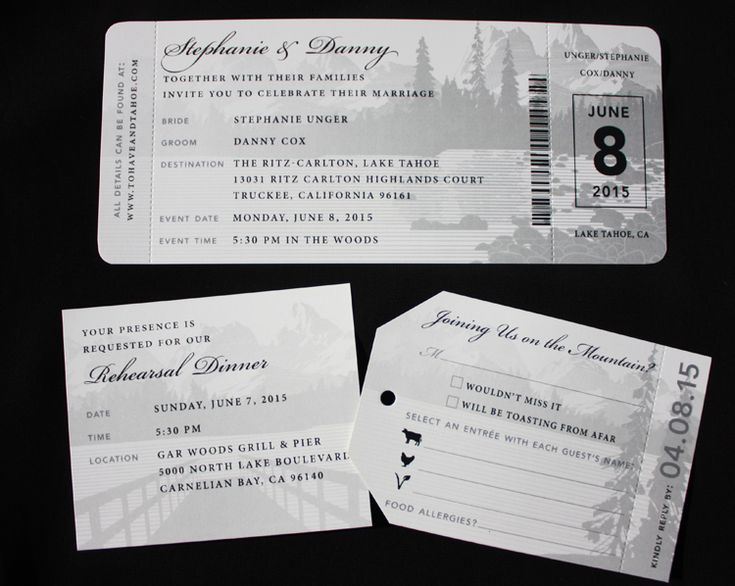 ALL DETAILS CAN BE FOUND AT:
WWW.TOHAVEANDTAHOE.COM
Stephanie & Danny
TOGETHER WITH THEIR FAMILIES
INVITE YOU TO CELEBRATE THEIR MARRIAGE
BRIDE STEPHANIE UNGER
GROOM DANNY COX
DESTINATION THE RITZ-CARLTON, LAKE TAHOE
13031 RITZ CARLTON HIGHLANDS COURT
TRUCKEE, CALIFORNIA 96161
EVENT DATE MONDAY, JUNE 8, 2015
EVENT TIME 5:30 PM IN THE WOODS
UNGER/STEPHANIE
COX/DANNY
JUNE
8
2015
LAKE TAHOE, CA
YOUR PRESENCE IS
REQUESTED FOR OUR
Rehearsal Dinner
DATE SUNDAY, JUNE 7, 2015
TIME 5:30 PM
LOCATION GAR WOODS GRILL & PIER
5000 NORTH LAKE BOULEVARD
CARNELIAN BAY, CA 96140
Joining Us on the Mountain?
M
WOULDN'T MISS IT
WILL BE TOASTING FROM AFAR
SELECT AN ENTRÉE WITH EACH GUEST'S NAME:
FOOD ALLERGIES?
KINDLY REPLY BY: 04.08.15